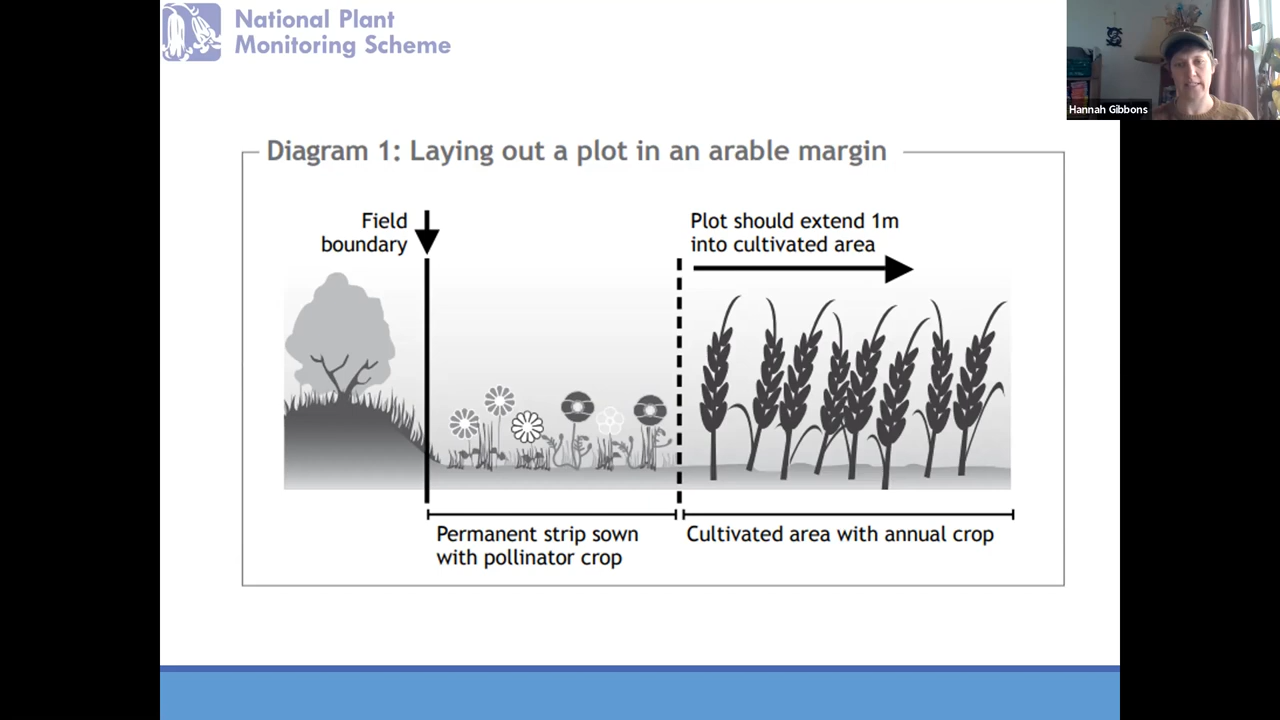 National Plant
Monitoring Scheme
Hannah Gibbons
Diagram 1: Laying out a plot in an arable margin
Field
boundary
Plot should extend 1m
into cultivated area
Permanent strip sown
with pollinator crop
Cultivated area with annual crop